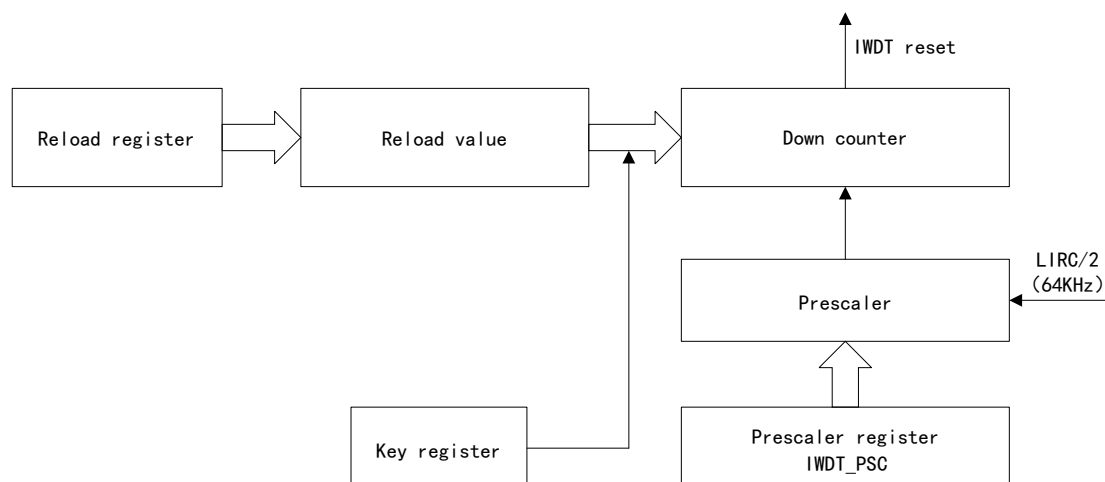 IWDT reset
Reload register
Reload value
Down counter
LIRC/2
（64KHz）
Prescaler
Key register
Prescaler register
IWDT_PSC